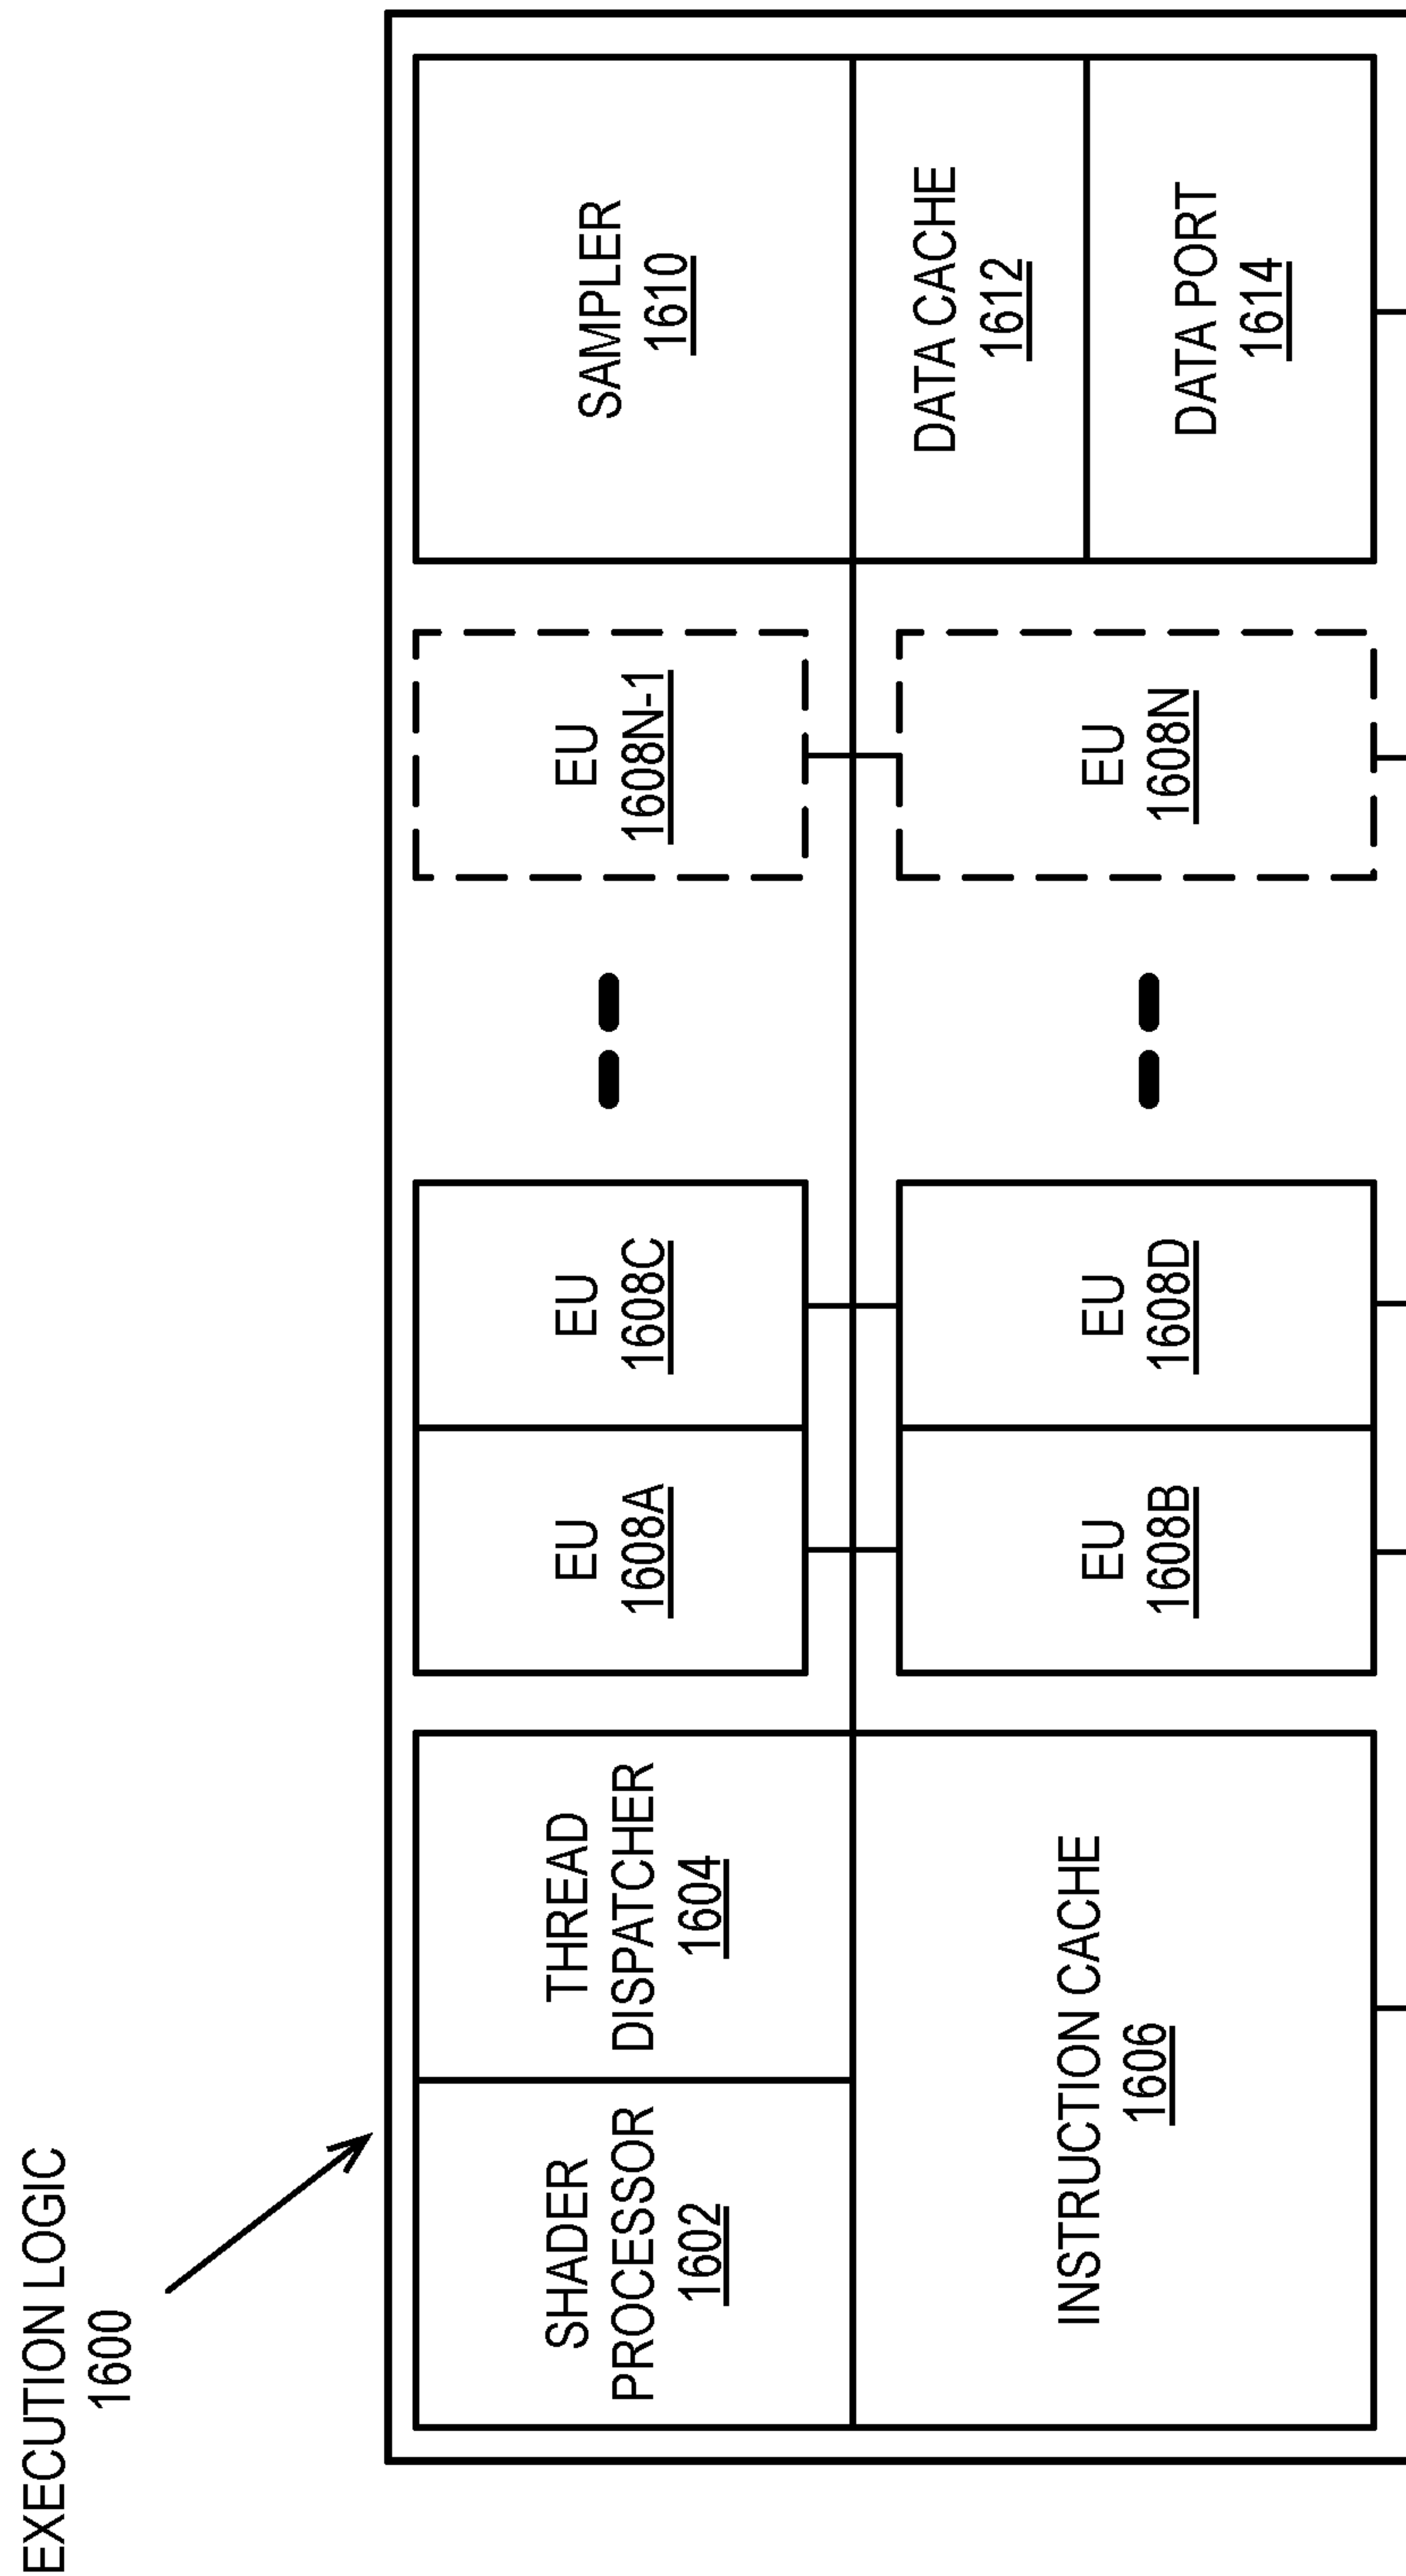 EXECUTION LOGIC
1600
SHADER
PROCESSOR
1602
THREAD
DISPATCHER
1604
INSTRUCTION CACHE
1606
EU
1608A
EU
1608C
EU
1608B
EU
1608D
EU
1608N-1
EU
1608N
SAMPLER
1610
DATA CACHE
1612
DATA PORT
1614